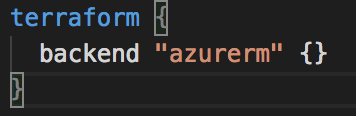 terraform {
  backend "azurerm" {}
}